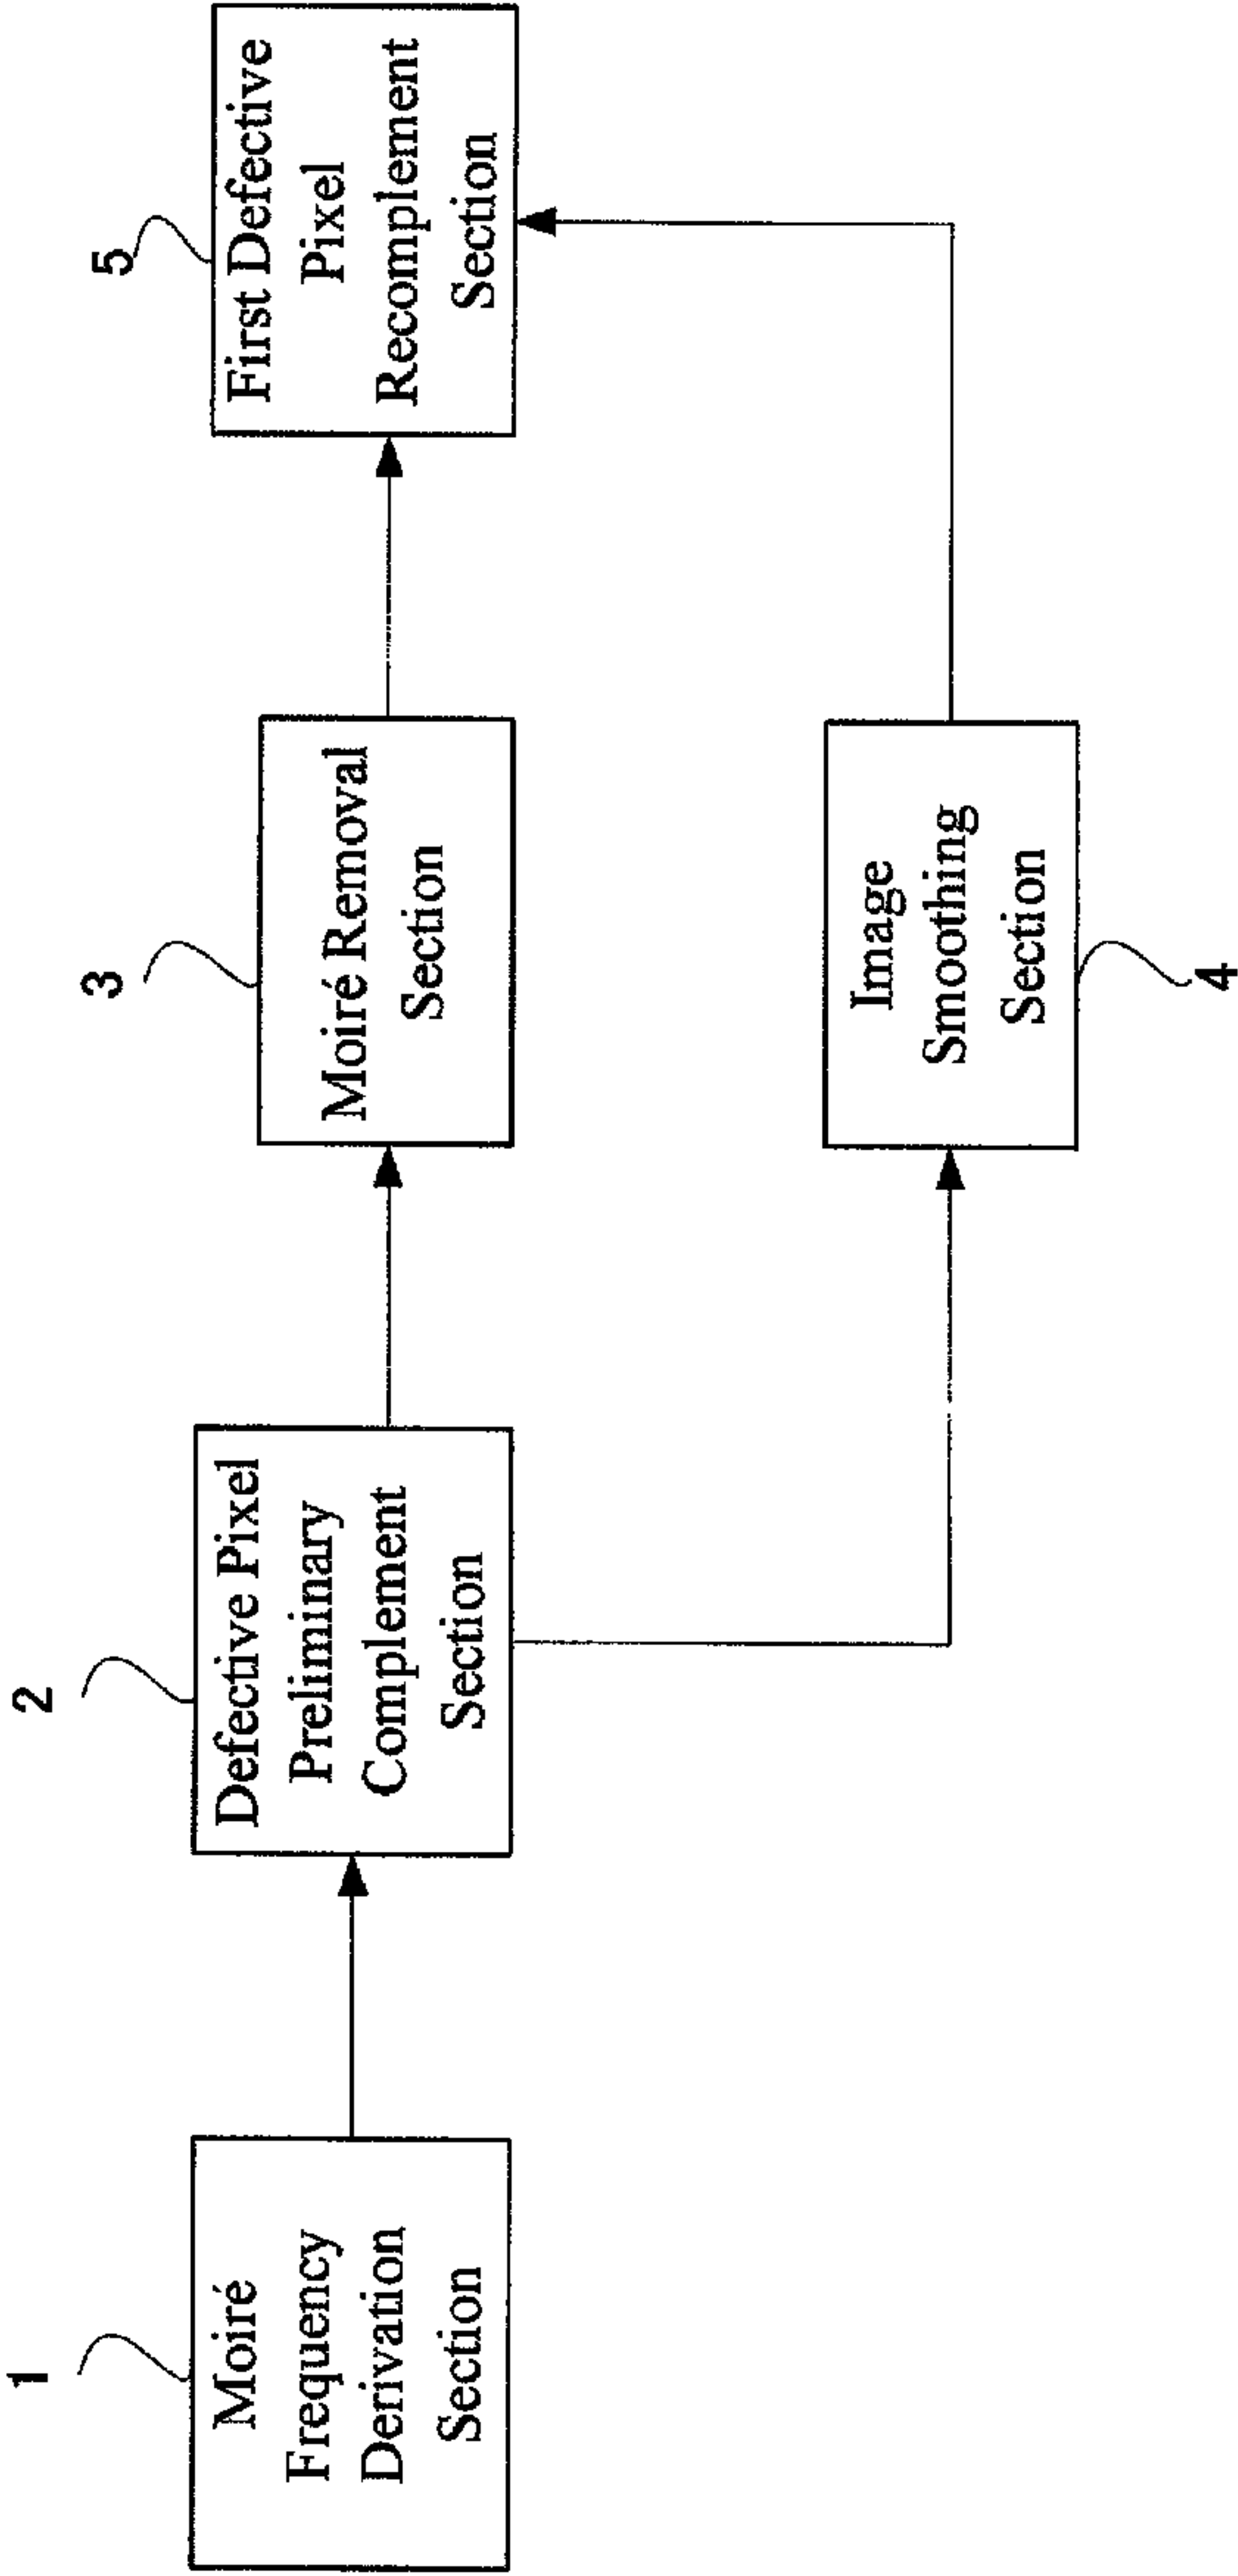 1
Moiré
Frequency
Derivation
Section
2
Defective Pixel
Preliminary
Complement
Section
3
Moiré Removal
Section
4
Image
Smoothing
Section
5
First Defective
Pixel
Recomplement
Section